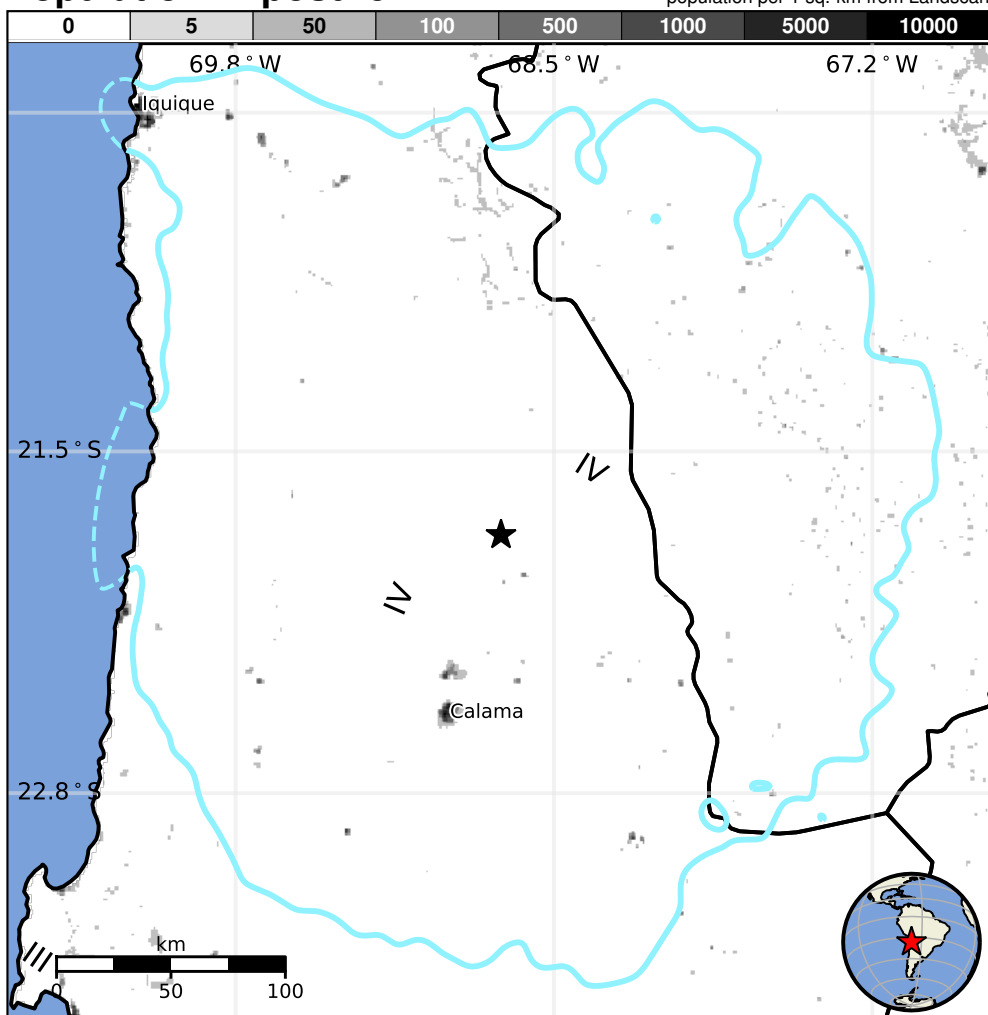 population per 1 sq. km from Landscan
0 5 50 100 500 1000 5000 10000
69.8°W 68.5°W 67.2°W
Iquique
21.5°S
IV
IV
Calama
22.8°S
III
km
0 50 100